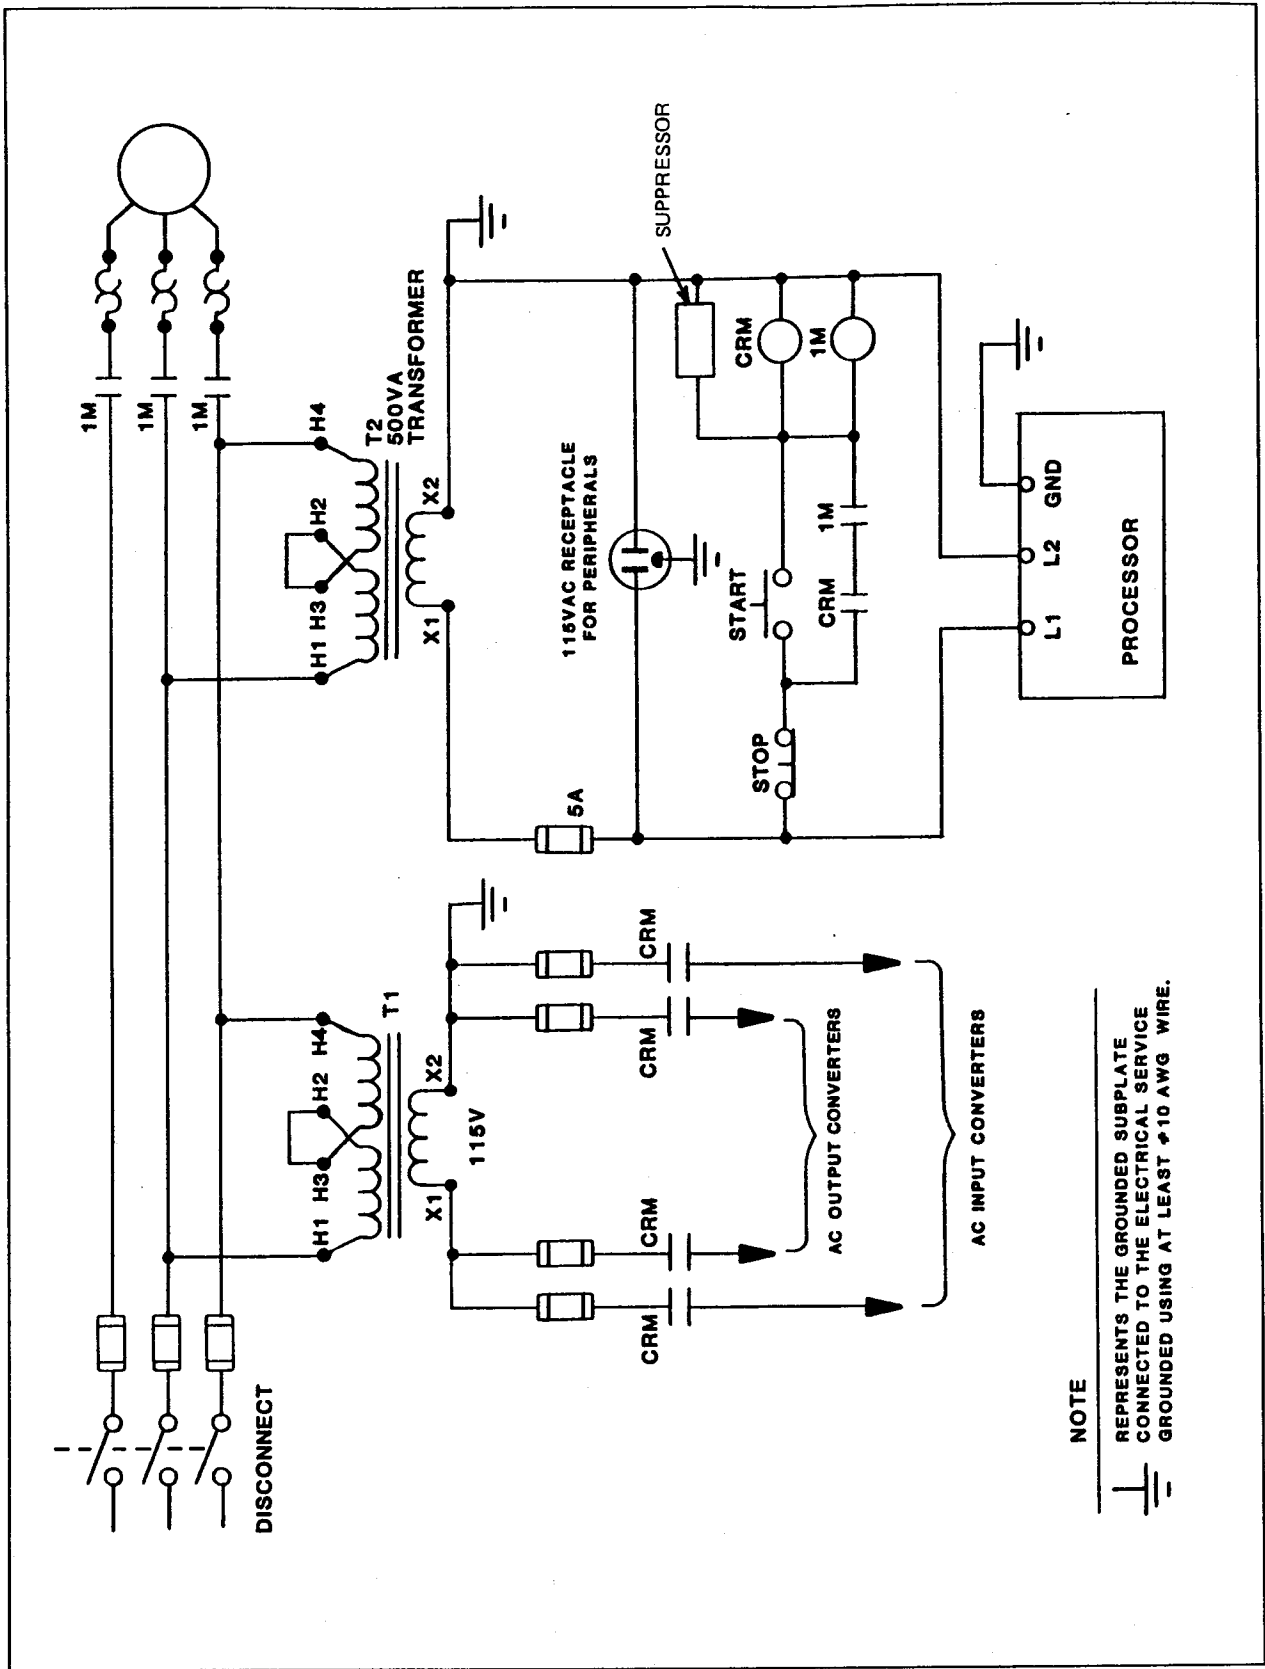 DISCONNECT
1M
1M
1M
H1
H3
H2
H4
T1
X1
X2
115V
CRM
CRM
CRM
CRM
AC OUTPUT CONVERTERS
AC INPUT CONVERTERS
H1
H3
H2
H4
T2
500VA
TRANSFORMER
X1
X2
5A
115VAC RECEPTACLE
FOR PERIPHERALS
SUPPRESSOR
STOP
START
CRM
1M
CRM
1M
L1
L2
GND
PROCESSOR
NOTE
REPRESENTS THE GROUNDED SUBPLATE
CONNECTED TO THE ELECTRICAL SERVICE
GROUNDED USING AT LEAST #10 AWG WIRE.